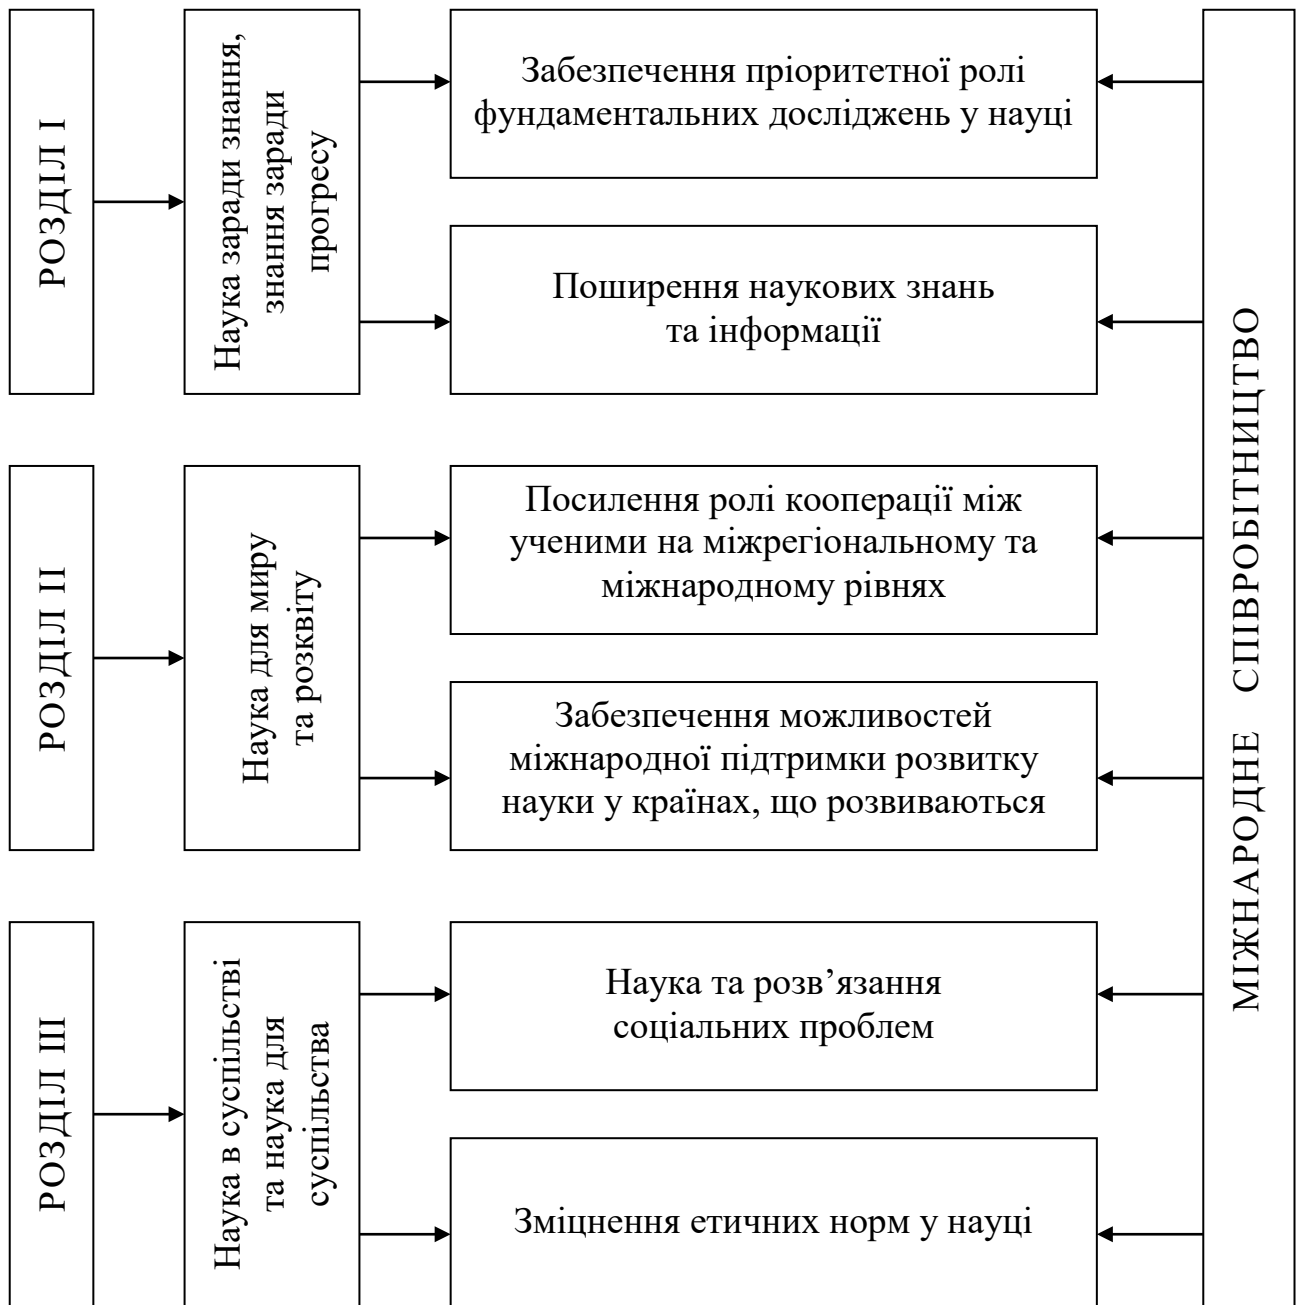 РОЗДІЛ І
Наука заради знання,
знання заради
прогресу
Забезпечення пріоритетної ролі
фундаментальних досліджень у науці
Поширення наукових знань
та інформації
РОЗДІЛ ІІ
Наука для миру
та розквіту
Посилення ролі кооперації між
ученими на міжрегіональному та
міжнародному рівнях
Забезпечення можливостей
міжнародної підтримки розвитку
науки у країнах, що розвиваються
РОЗДІЛ ІІІ
Наука в суспільстві
та наука для
суспільства
Наука та розв’язання
соціальних проблем
Зміцнення етичних норм у науці
МІЖНАРОДНЕ СПІВРОБІТНИЦТВО